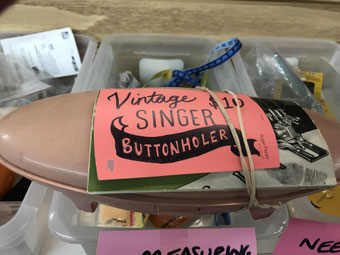 Vintage $10
SINGER
BUTTONHOLER
MEASURING
NEE